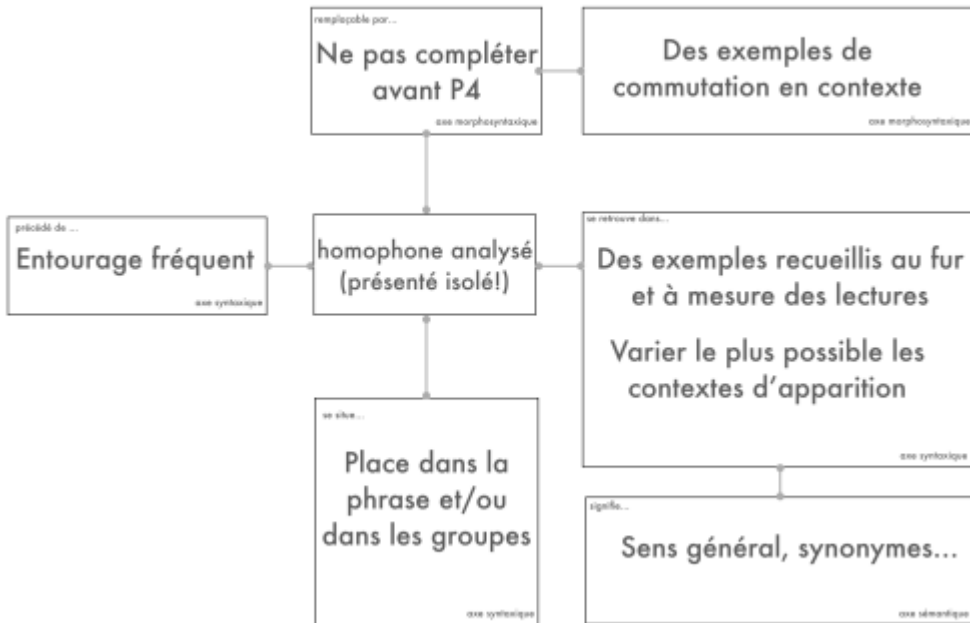 remplaçable par...
Ne pas compléter
avant P4
axe morphosyntaxique
Des exemples de
commutation en contexte
axe morphosyntaxique
précédé de ...
Entourage fréquent
axe syntaxique
homophone analysé
(présenté isolé!)
se retrouve dans...
Des exemples recueillis au fur
et à mesure des lectures
Varier le plus possible les
contextes d'apparition
axe syntaxique
se situe...
Place dans la
phrase et/ou
dans les groupes
axe syntaxique
signifie...
Sens général, synonymes...
axe sémantique